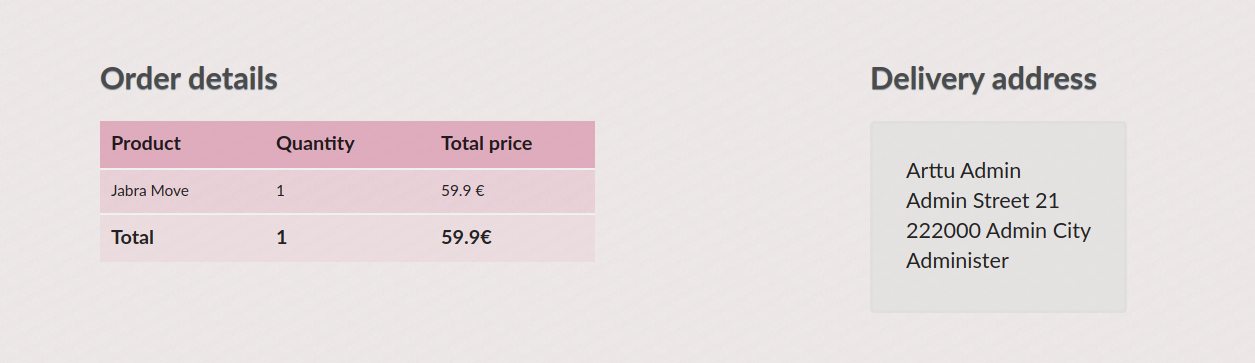 Order details
Product Quantity Total price
Jabra Move 1 59.9 €
Total 1 59.9€
Delivery address
Arttu Admin
Admin Street 21
222000 Admin City
Administer